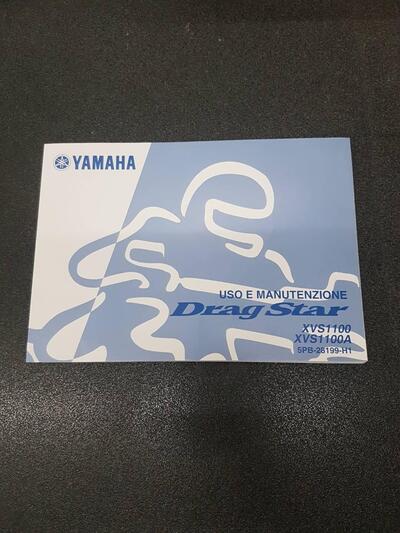 YAMAHA
USO E MANUTENZIONE
Drag Star
XVS1100
XVS1100A
5PB-28199-H1